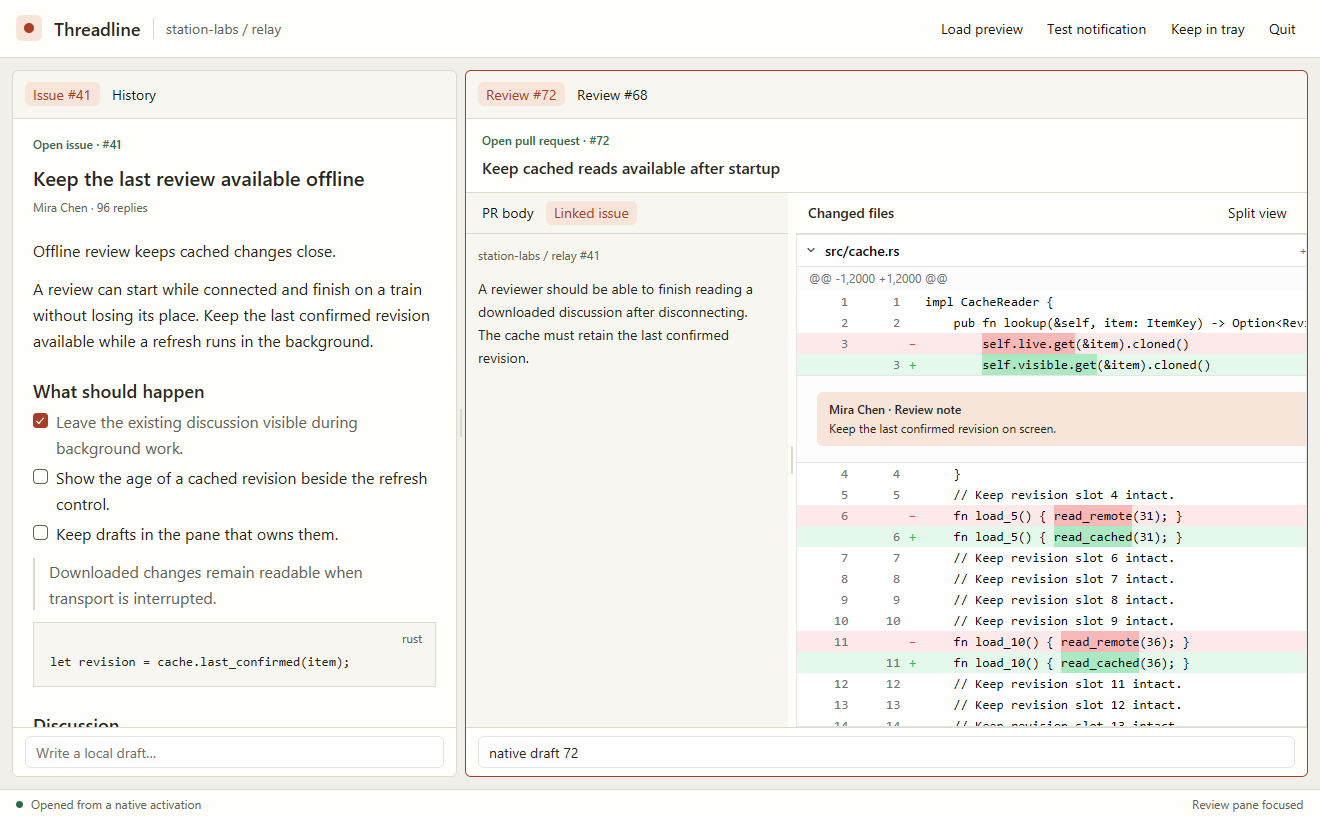 Threadline
station-labs / relay
Load preview
Test notification
Keep in tray
Quit
Issue #41
History
Open issue · #41
Keep the last review available offline
Mira Chen · 96 replies
Offline review keeps cached changes close.
A review can start while connected and finish on a train
without losing its place. Keep the last confirmed revision
available while a refresh runs in the background.
What should happen
Leave the existing discussion visible during
background work.
Show the age of a cached revision beside the refresh
control.
Keep drafts in the pane that owns them.
Downloaded changes remain readable when
transport is interrupted.
rust
let revision = cache.last_confirmed(item);
Discussion
Write a local draft...
Review #72
Review #68
Open pull request · #72
Keep cached reads available after startup
PR body
Linked issue
station-labs / relay #41
A reviewer should be able to finish reading a
downloaded discussion after disconnecting.
The cache must retain the last confirmed
revision.
Changed files
Split view
src/cache.rs
+
@@ -1,2000 +1,2000 @@
1 1 impl CacheReader {
2 2 pub fn lookup(&self, item: ItemKey) -> Option<Revi
3 - self.live.get(&item).cloned()
3 + self.visible.get(&item).cloned()
Mira Chen · Review note
Keep the last confirmed revision on screen.
4 4 }
5 5 // Keep revision slot 4 intact.
6 - fn load_5() { read_remote(31); }
6 + fn load_5() { read_cached(31); }
7 7 // Keep revision slot 6 intact.
8 8 // Keep revision slot 7 intact.
9 9 // Keep revision slot 8 intact.
10 10 // Keep revision slot 9 intact.
11 - fn load_10() { read_remote(36); }
11 + fn load_10() { read_cached(36); }
12 12 // Keep revision slot 11 intact.
13 13 // Keep revision slot 12 intact.
14 14 // Keep revision slot 13 intact.
native draft 72
Opened from a native activation
Review pane focused